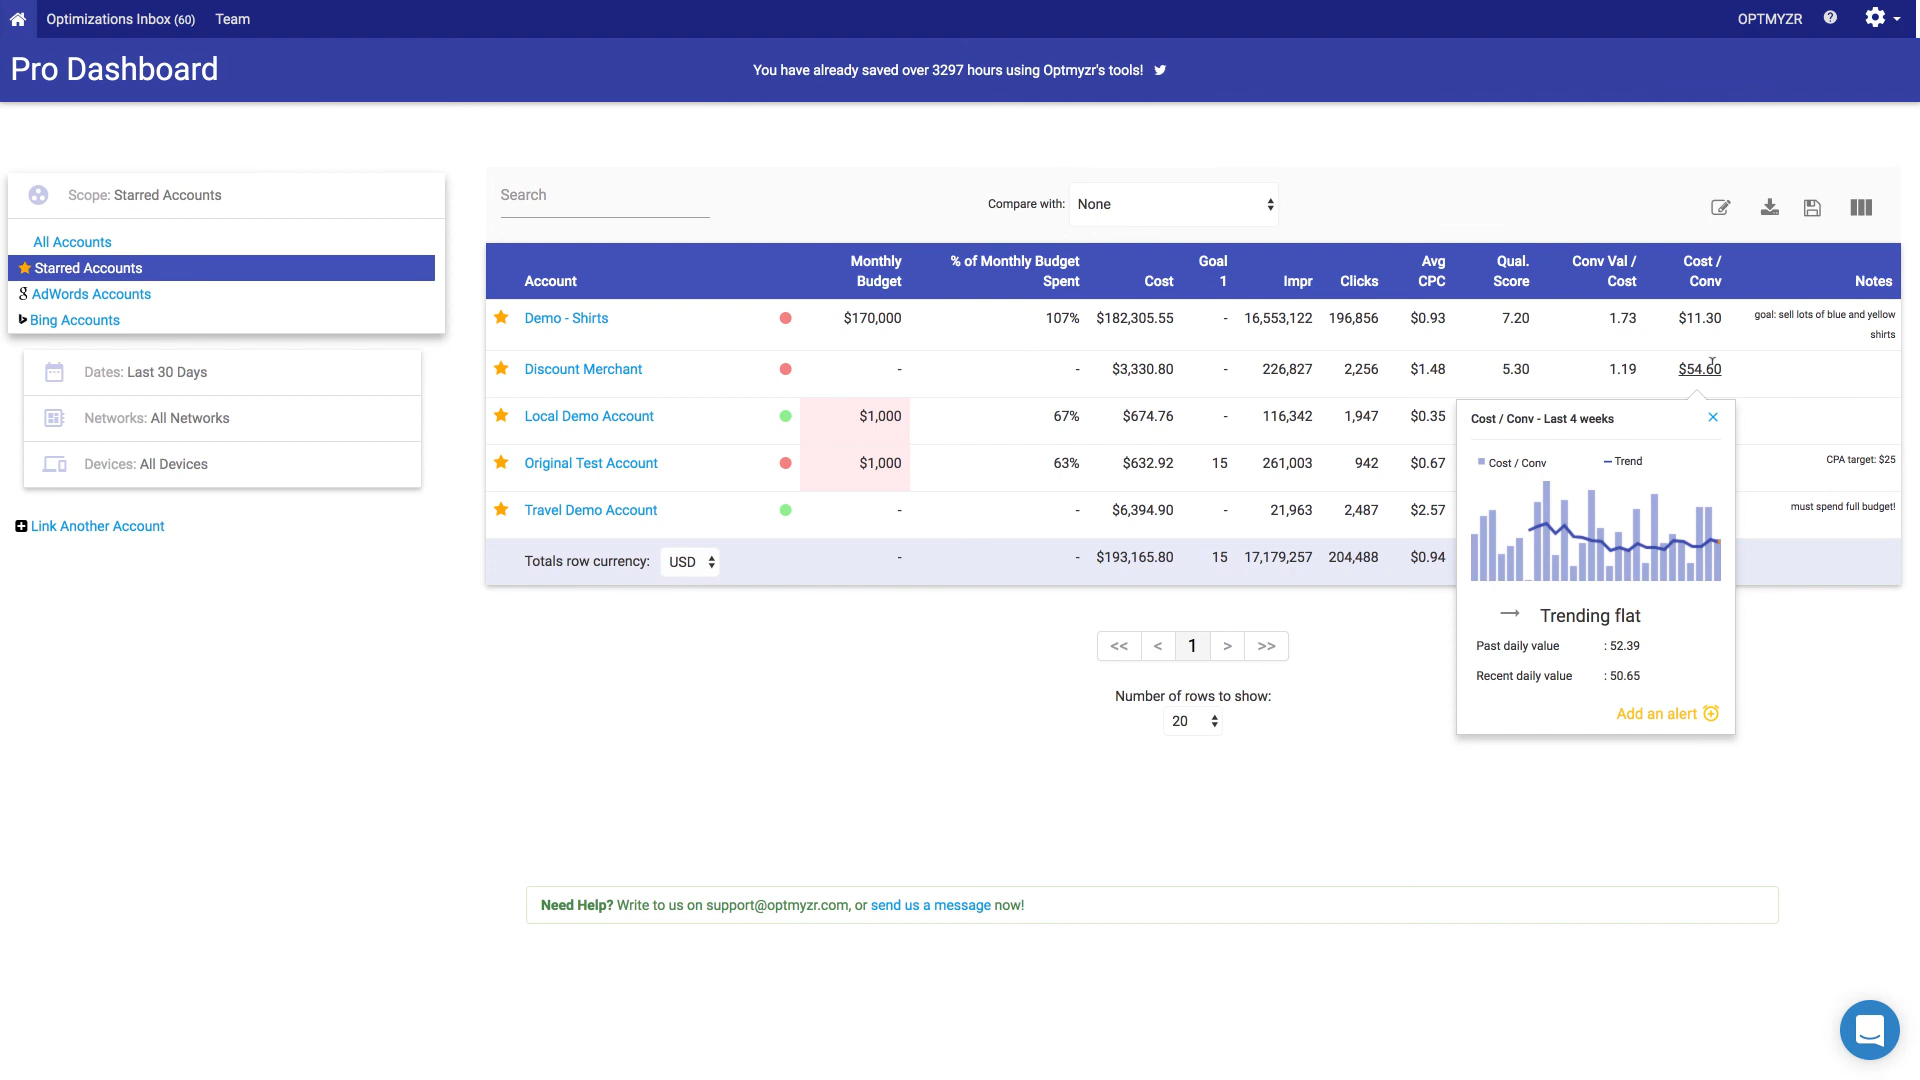 Optimizations Inbox (60) Team OPTMYZR
Pro Dashboard
You have already saved over 3297 hours using Optmyzr's tools!
Scope: Starred Accounts
All Accounts
Starred Accounts
AdWords Accounts
Bing Accounts
Dates: Last 30 Days
Networks: All Networks
Devices: All Devices
Link Another Account
Search
Compare with: None
Account Monthly Budget % of Monthly Budget Spent Cost Goal 1 Impr Clicks Avg CPC Qual. Score Conv Val / Cost Cost / Conv Notes
Demo - Shirts $170,000 107% $182,305.55 - 16,553,122 196,856 $0.93 7.20 1.73 $11.30 goal: sell lots of blue and yellow shirts
Discount Merchant - - $3,330.80 - 226,827 2,256 $1.48 5.30 1.19 $54.60
Local Demo Account $1,000 67% $674.76 - 116,342 1,947 $0.35
Original Test Account $1,000 63% $632.92 15 261,003 942 $0.67 CPA target: $25
Travel Demo Account - - $6,394.90 - 21,963 2,487 $2.57 must spend full budget!
Totals row currency: USD - - $193,165.80 15 17,179,257 204,488 $0.94
Cost / Conv - Last 4 weeks
Cost / Conv Trend
Trending flat
Past daily value : 52.39
Recent daily value : 50.65
Add an alert
<< < 1 > >>
Number of rows to show:
20
Need Help? Write to us on support@optmyzr.com, or send us a message now!